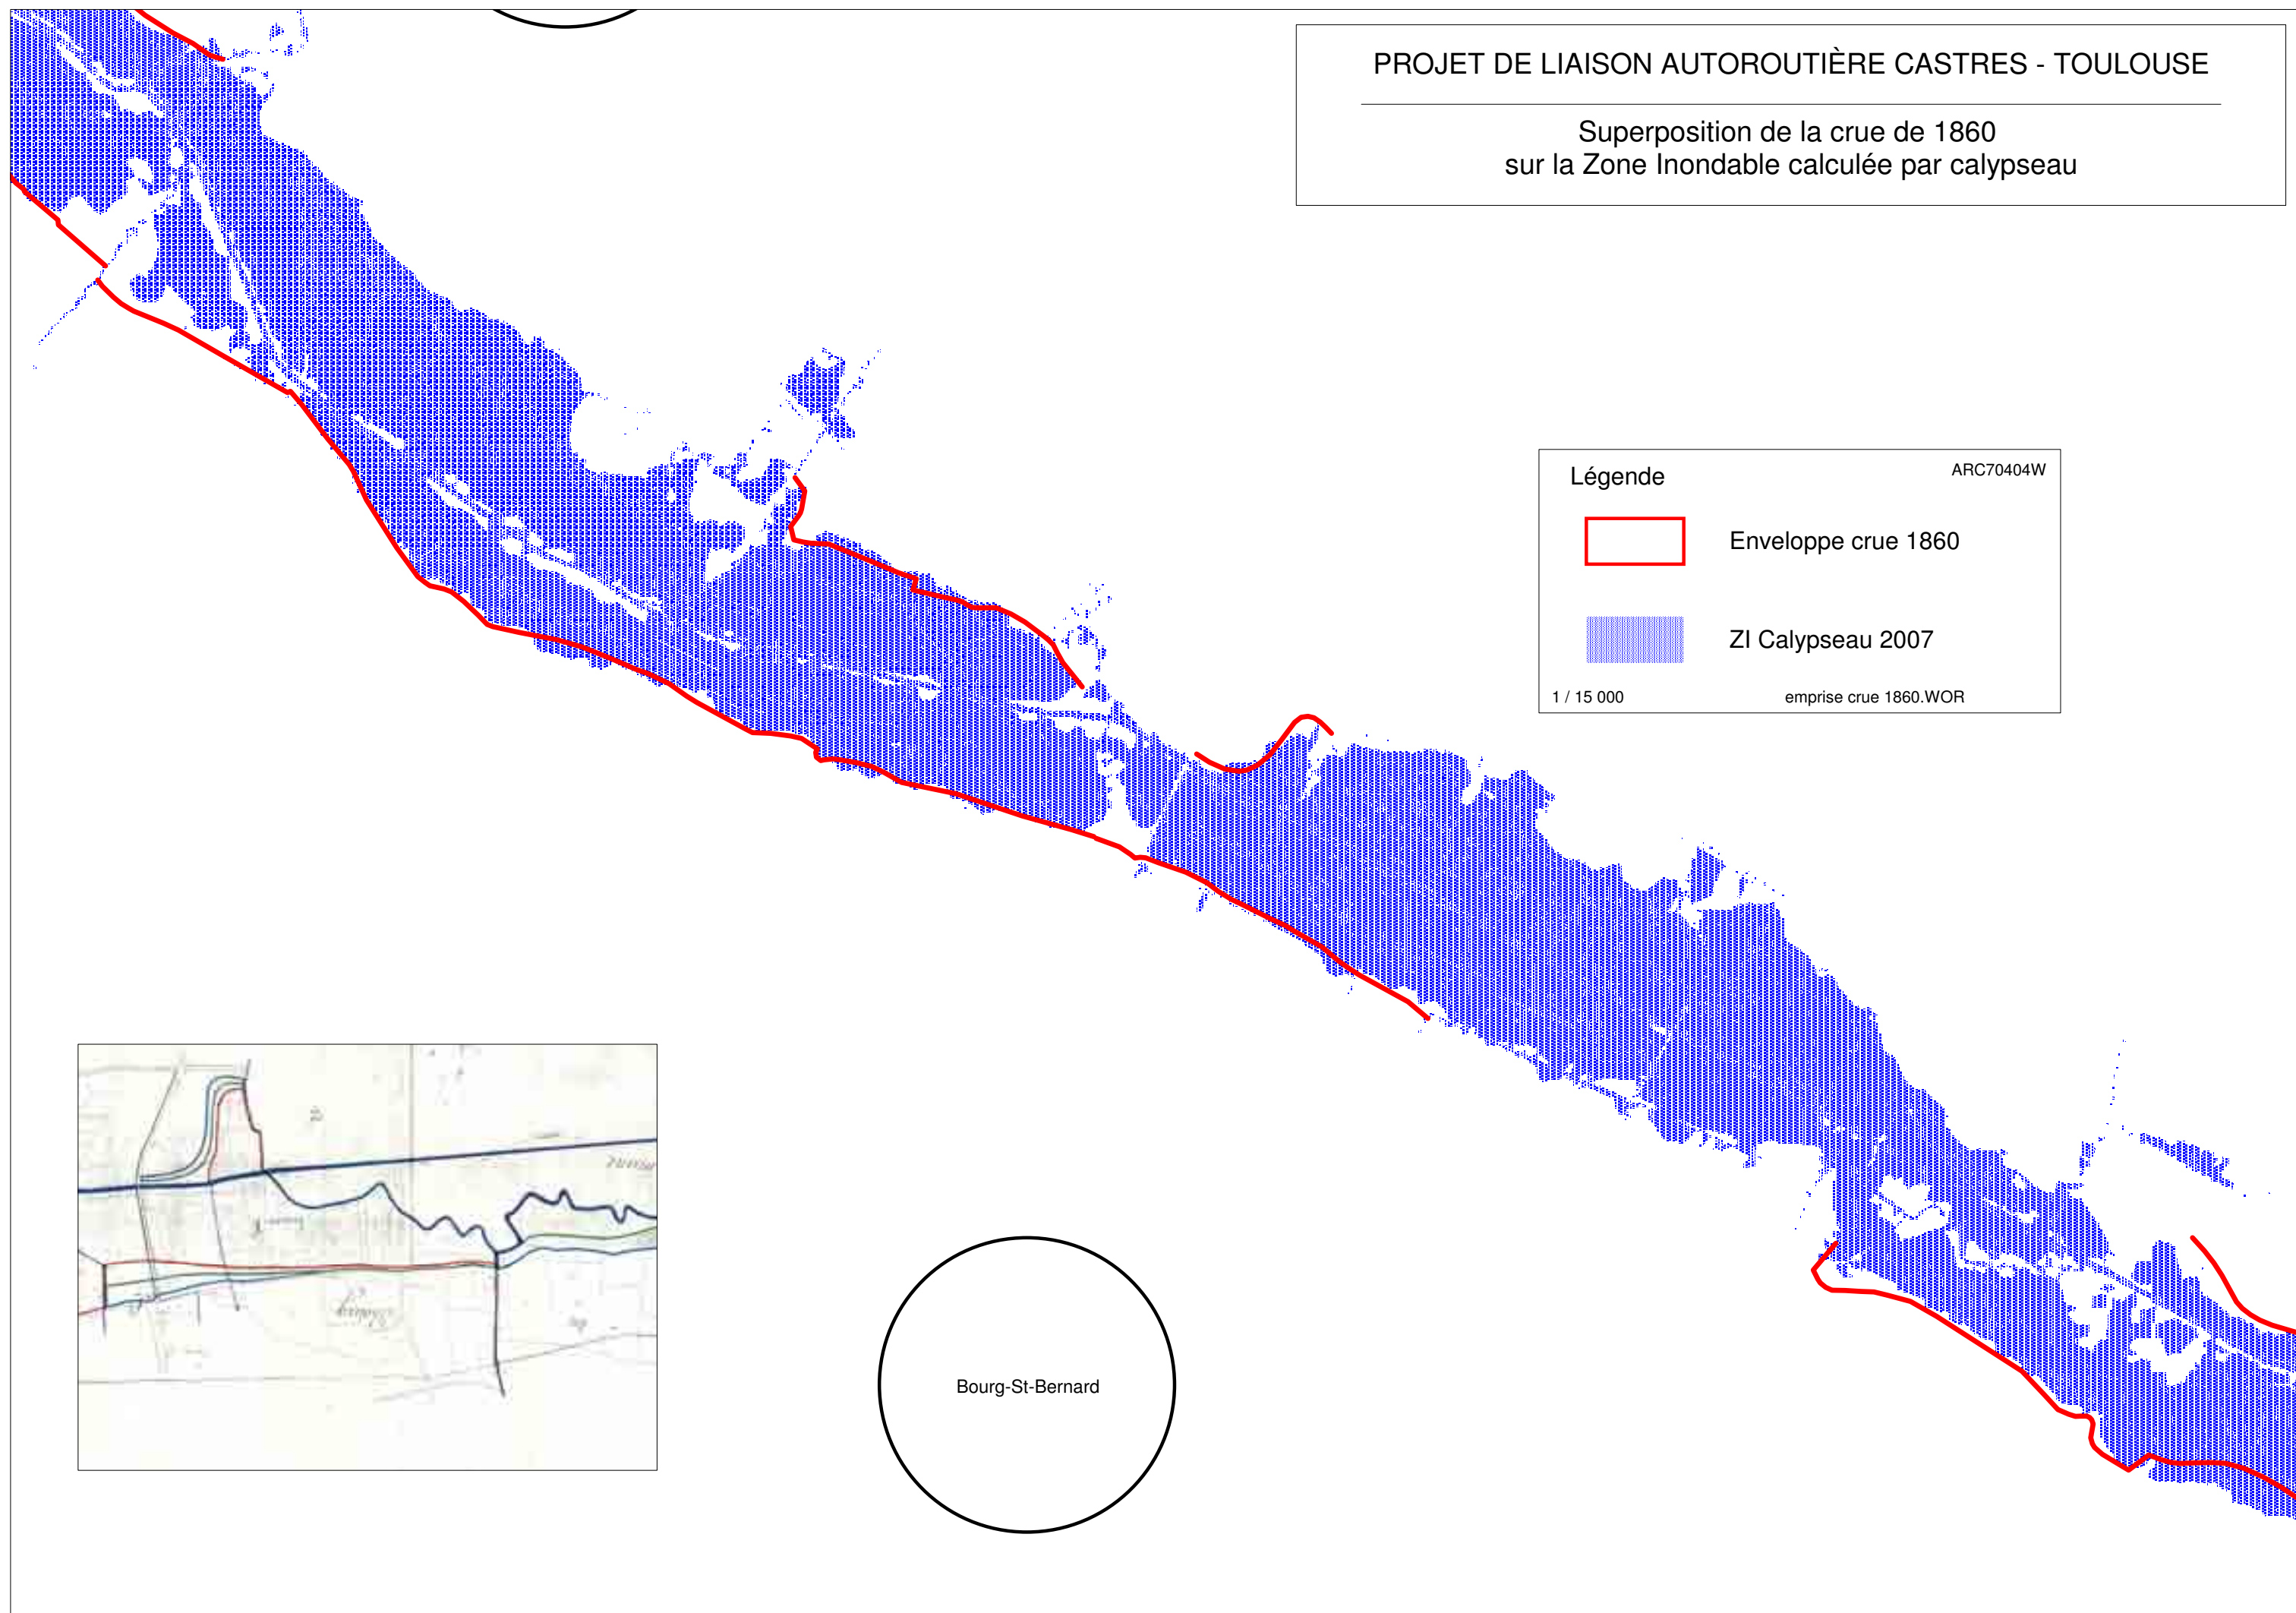 PROJET DE LIAISON AUTOROUTIÈRE CASTRES - TOULOUSE
Superposition de la crue de 1860
sur la Zone Inondable calculée par calypseau
Légende
ARC70404W
Enveloppe crue 1860
ZI Calypseau 2007
1 / 15 000
emprise crue 1860.WOR
Bourg-St-Bernard